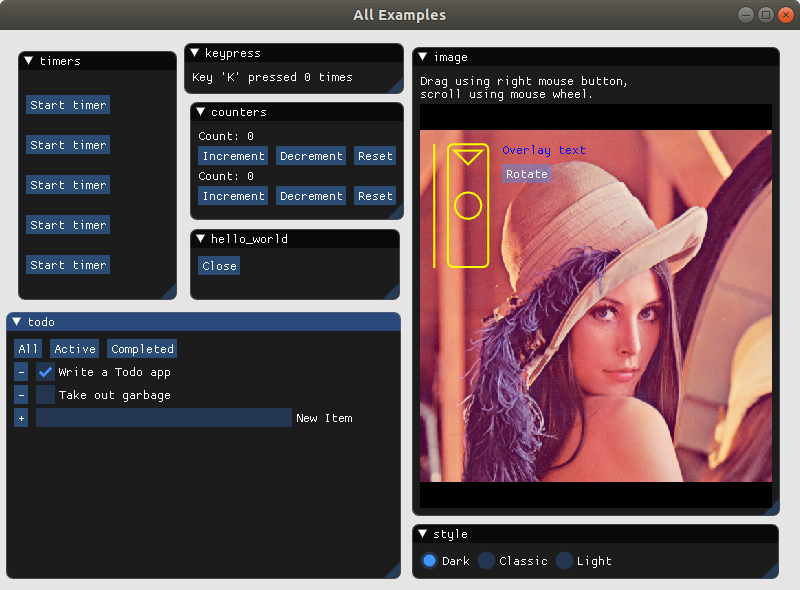 All Examples
timers
Start timer
Start timer
Start timer
Start timer
Start timer
keypress
Key 'K' pressed 0 times
counters
Count: 0
Increment Decrement Reset
Count: 0
Increment Decrement Reset
hello_world
Close
todo
All Active Completed
- Write a Todo app
- Take out garbage
+ New Item
image
Drag using right mouse button,
scroll using mouse wheel.
Overlay text
Rotate
style
Dark Classic Light